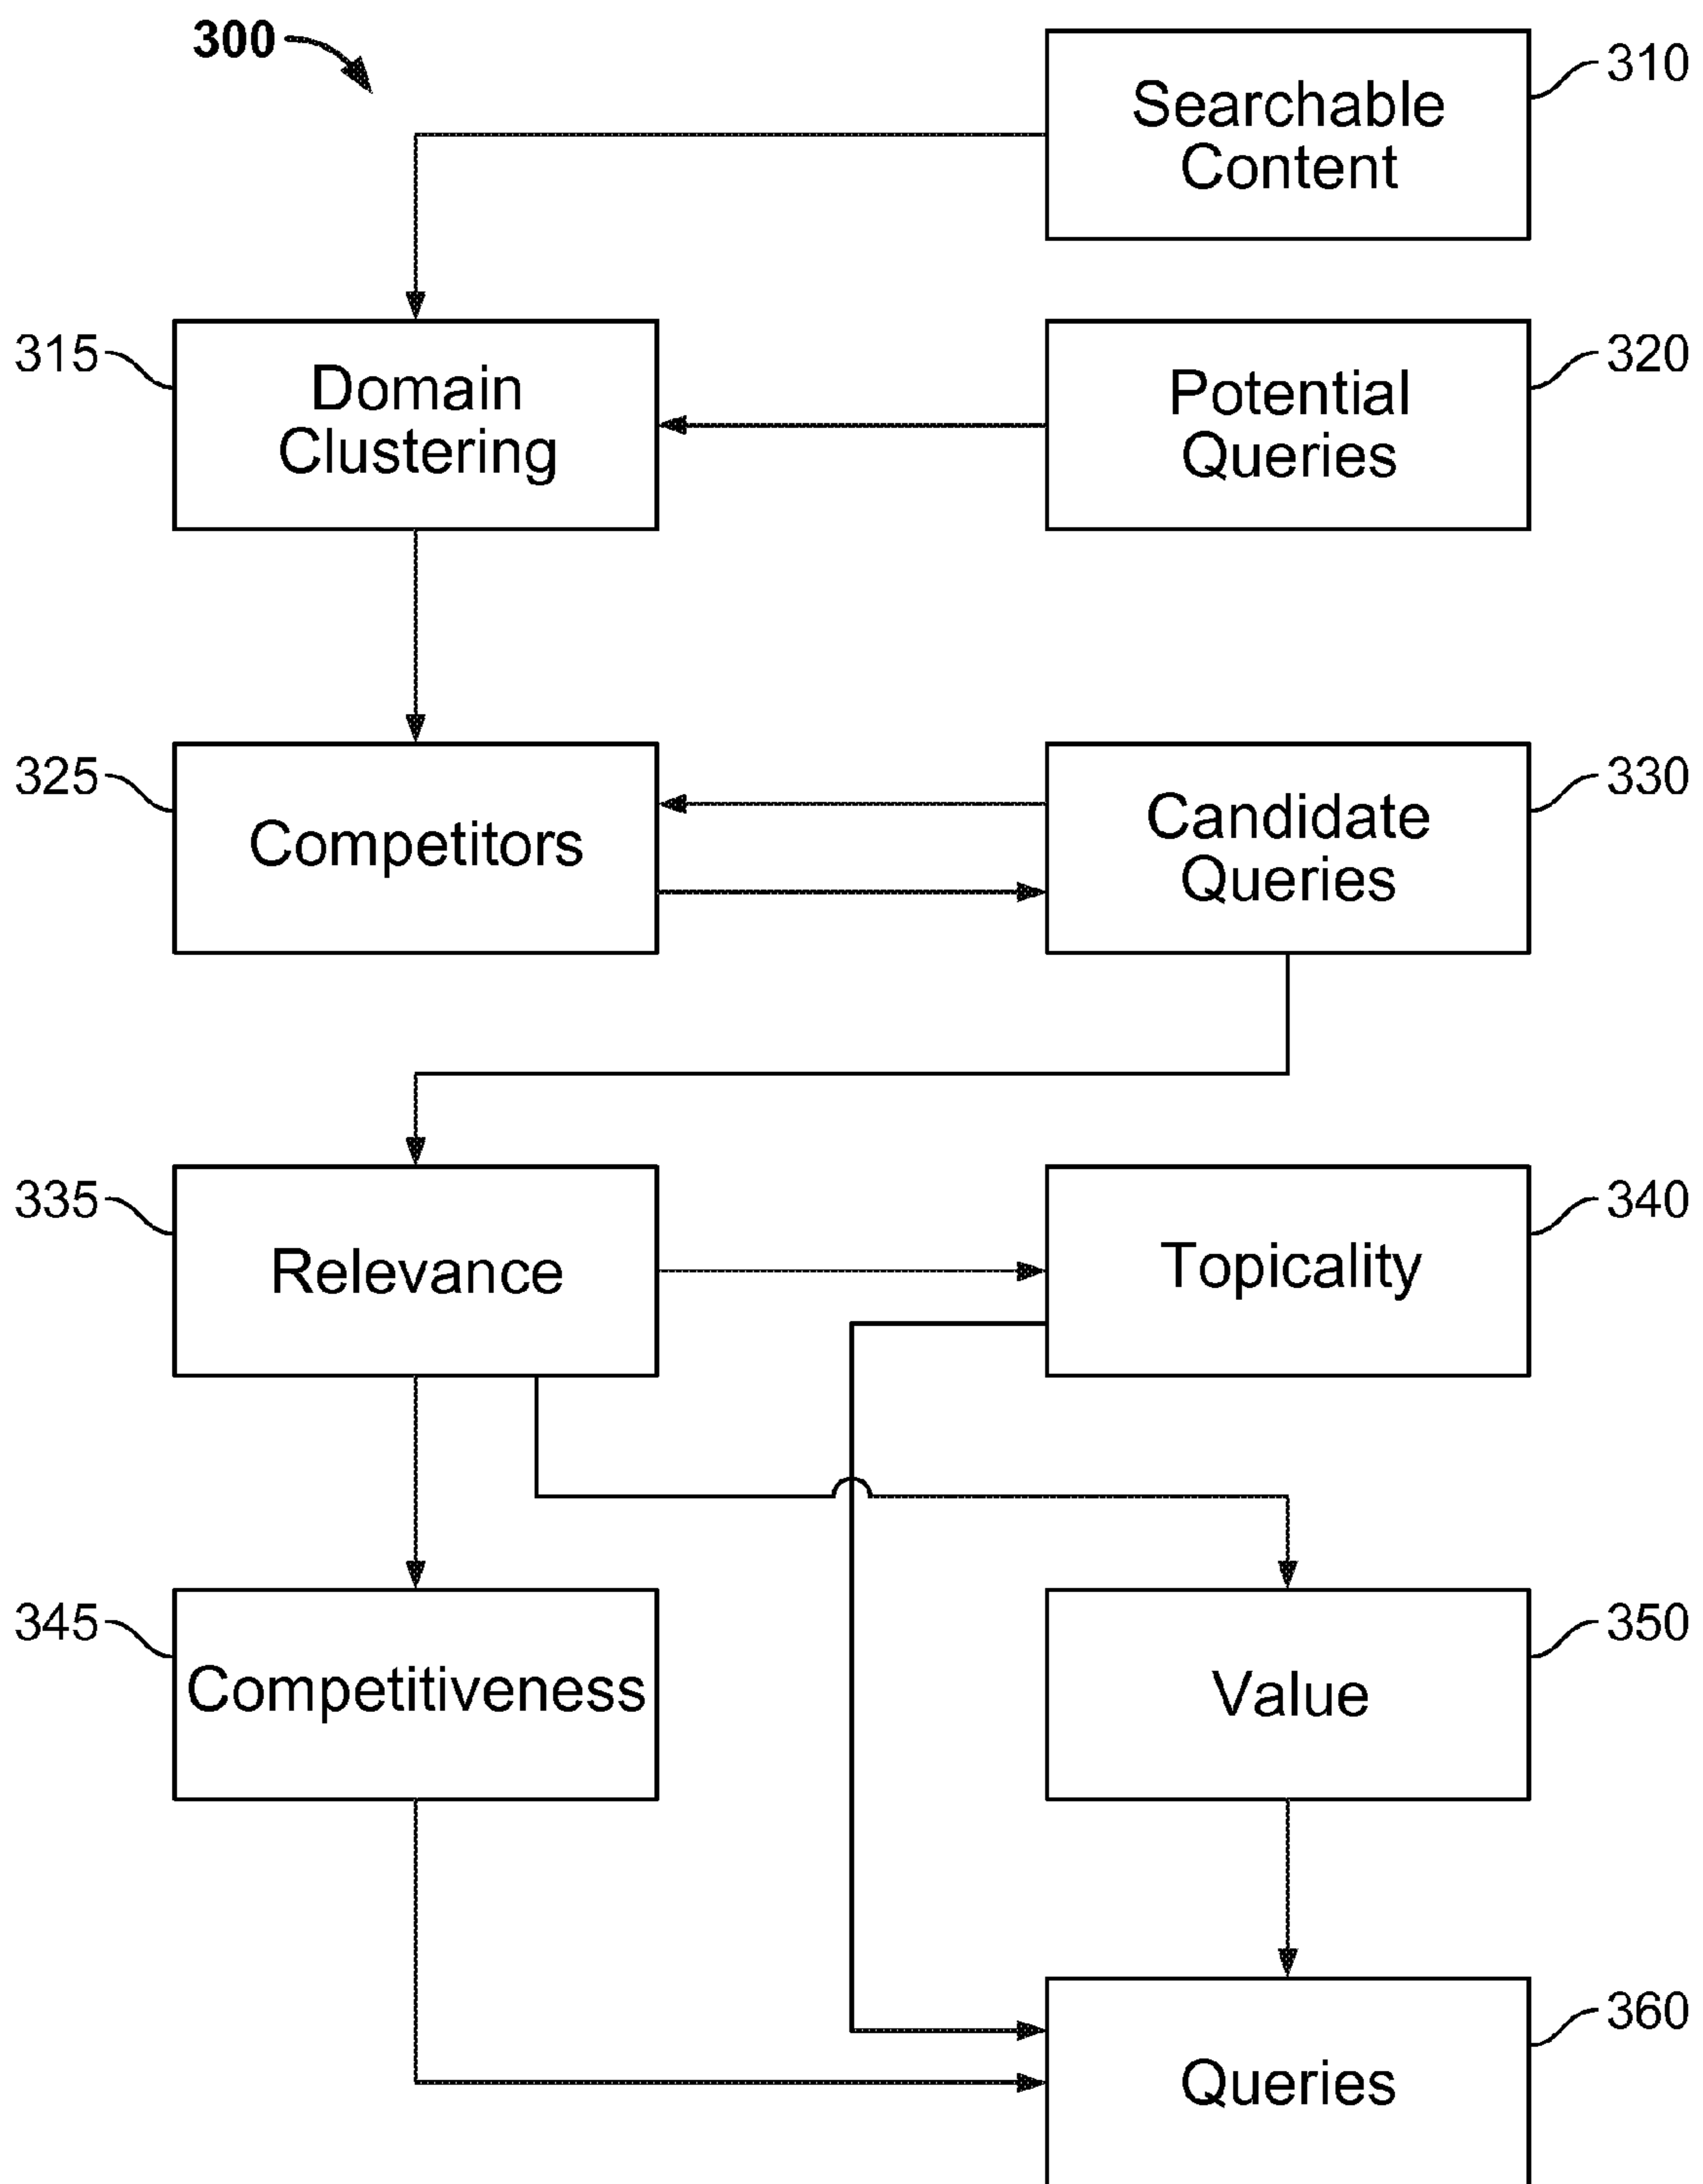 300
Searchable
Content
310
315
Domain
Clustering
Potential
Queries
320
325
Competitors
Candidate
Queries
330
335
Relevance
Topicality
340
345
Competitiveness
Value
350
Queries
360